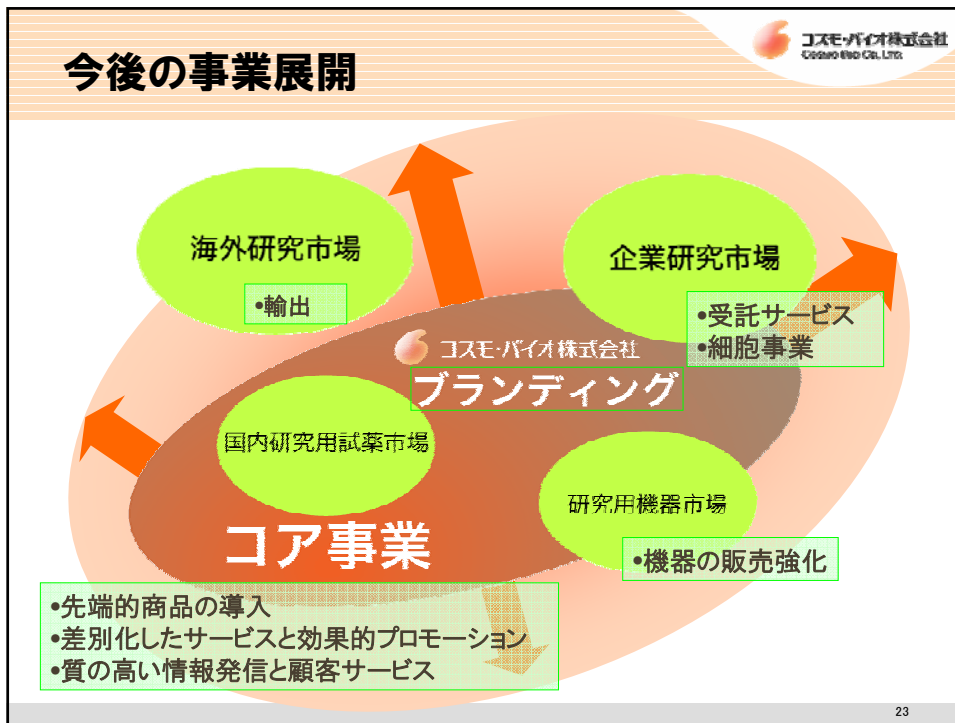 今後の事業展開
コスモ・バイオ株式会社
Cosmo Bio Co., Ltd.
海外研究市場
•輸出
企業研究市場
•受託サービス
•細胞事業
コスモ・バイオ株式会社
ブランディング
国内研究用試薬市場
研究用機器市場
•機器の販売強化
コア事業
•先端的商品の導入
•差別化したサービスと効果的プロモーション
•質の高い情報発信と顧客サービス
23